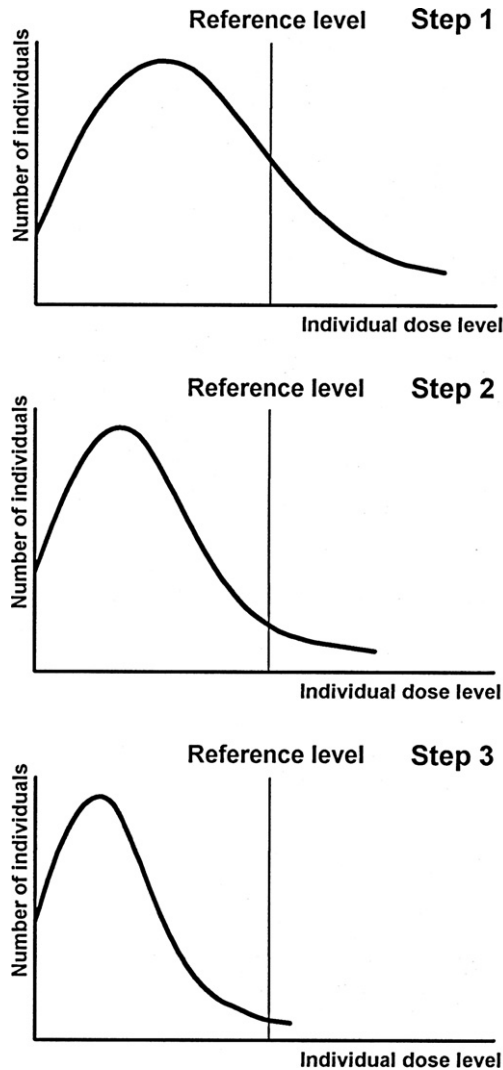 Reference level Step 1
Number of individuals
Individual dose level
Reference level Step 2
Number of individuals
Individual dose level
Reference level Step 3
Number of individuals
Individual dose level